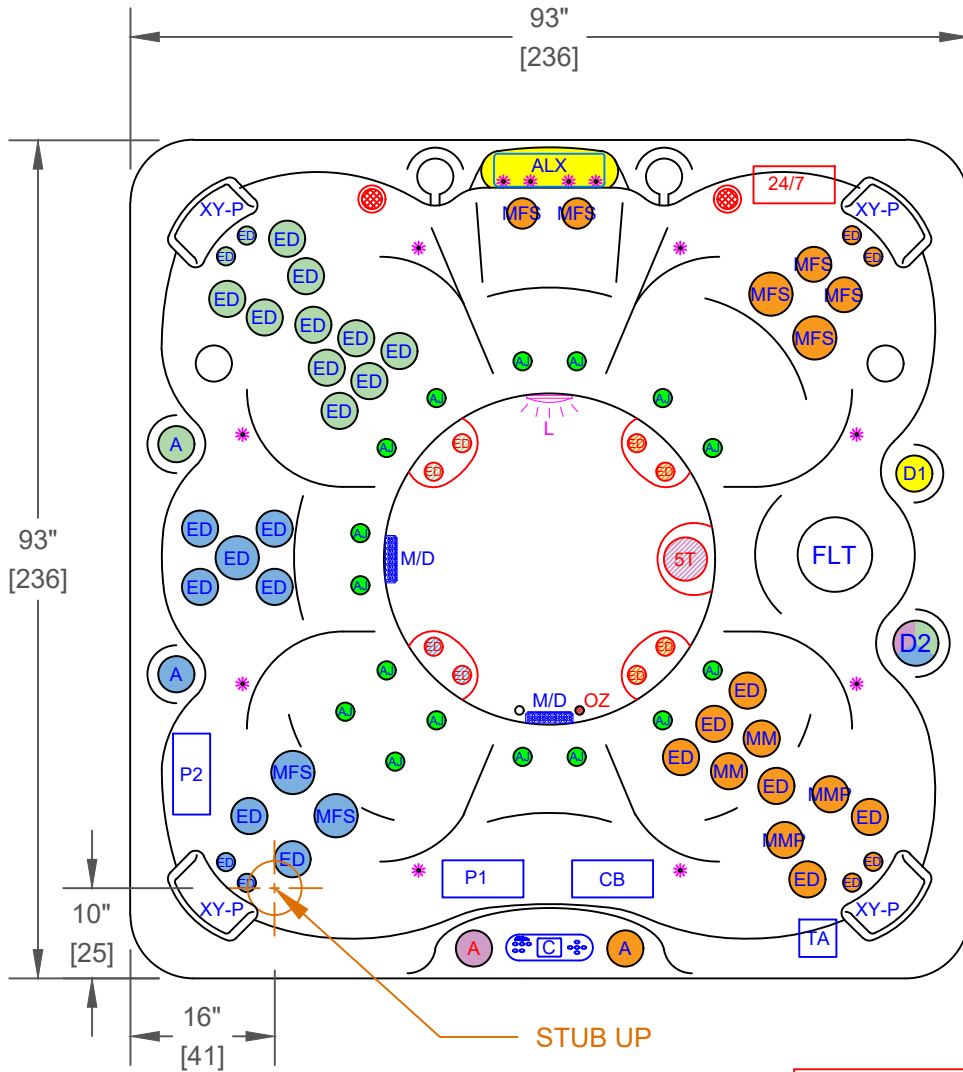 93"
[236]
ALX
24/7
XY-P
XY-P
MFS MFS
ED
ED
ED
ED
ED
MFS
ED
MFS MFS
ED
ED
ED
ED
ED
MFS
ED
ED
ED
ED
AJ AJ
AJ
AJ
L
A
AJ
AJ
ED
ED
ED
ED
D1
93"
[236]
ED
ED
ED
ED
ED
AJ
AJ
M/D
5T
FLT
A
AJ
AJ
ED
ED
ED
ED
D2
ED
M/D
OZ
AJ
AJ
AJ
ED
MM
P2
MFS
AJ
AJ AJ
ED
MM
ED
MMP
ED
MFS
ED
MMP
ED
ED
ED
ED
ED
ED
ED
P1
CB
XY-P
XY-P
10"
[25]
A
C
A
TA
16"
[41]
STUB UP